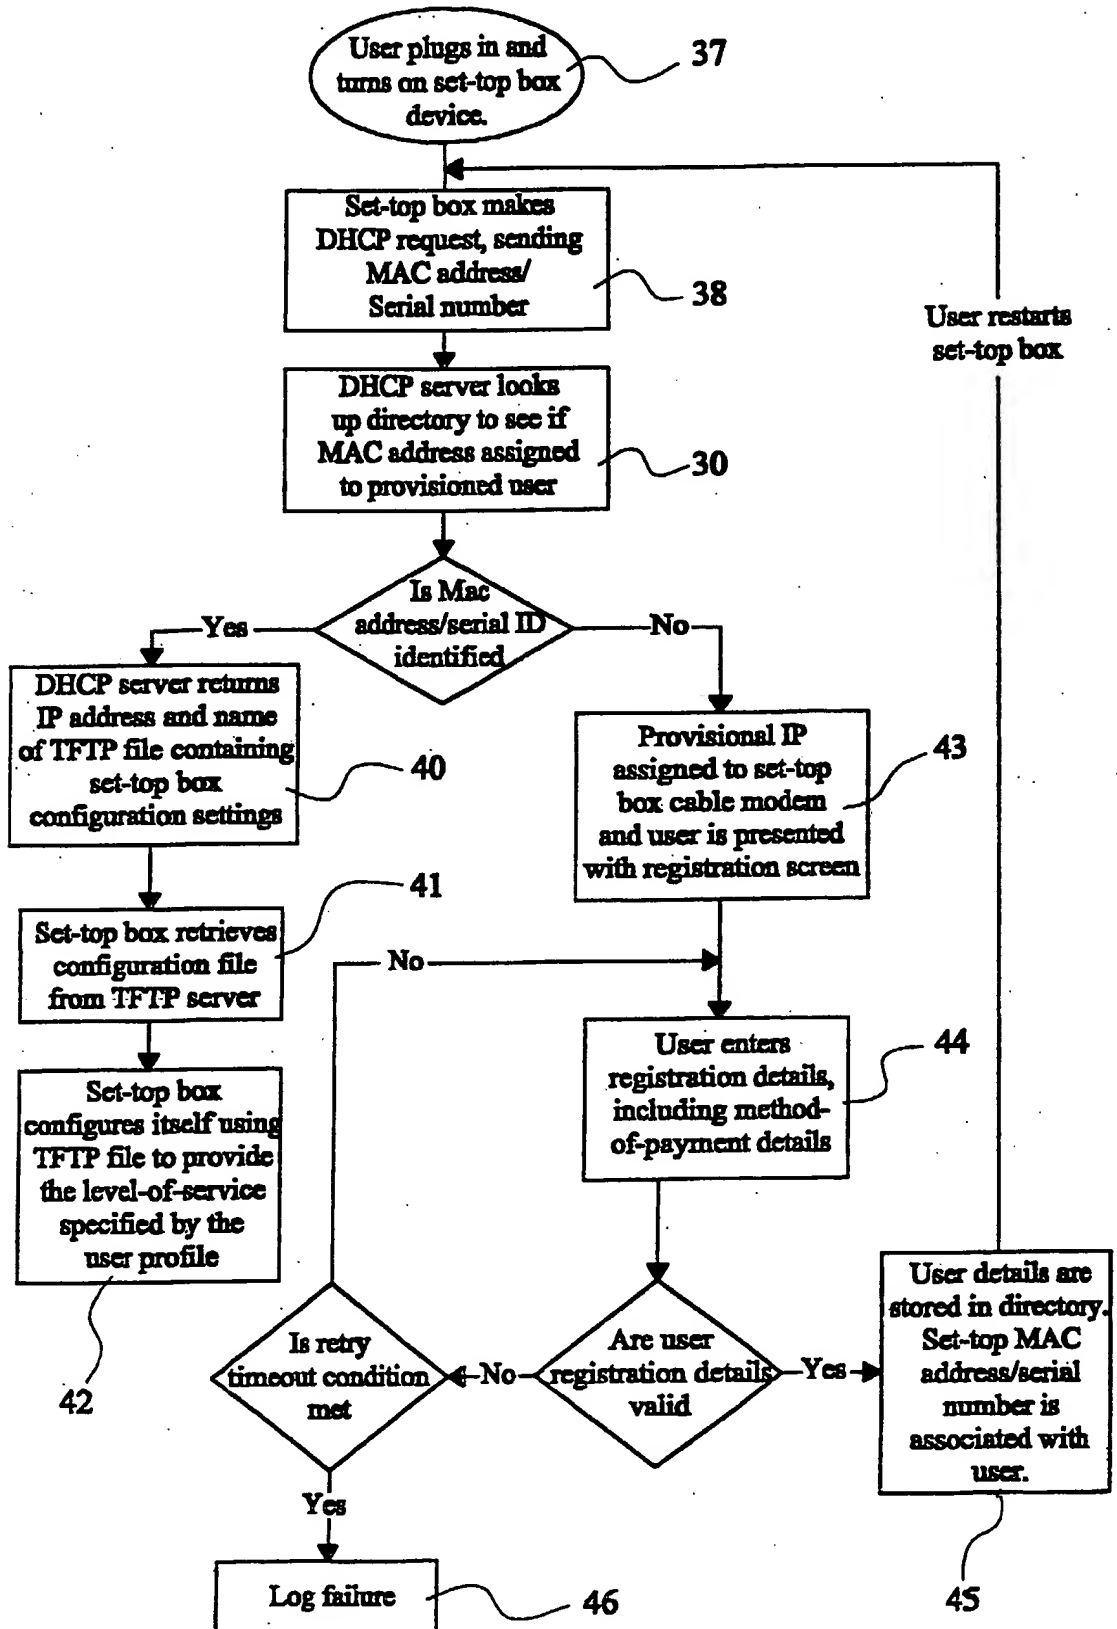 User plugs in and
turns on set-top box
device.
37
Set-top box makes
DHCP request, sending
MAC address/
Serial number
38
User restarts
set-top box
DHCP server looks
up directory to see if
MAC address assigned
to provisioned user
30
Is Mac
address/serial ID
identified
Yes
No
DHCP server returns
IP address and name
of TFTP file containing
set-top box
configuration settings
40
Provisional IP
assigned to set-top
box cable modem
and user is presented
with registration screen
43
41
Set-top box retrieves
configuration file
from TFTP server
No
User enters
registration details,
including method-
of-payment details
44
Set-top box
configures itself using
TFTP file to provide
the level-of-service
specified by the
user profile
42
Is retry
timeout condition
met
No
Are user
registration details
valid
Yes
User details are
stored in directory.
Set-top MAC
address/serial
number is
associated with
user.
45
Yes
Log failure
46